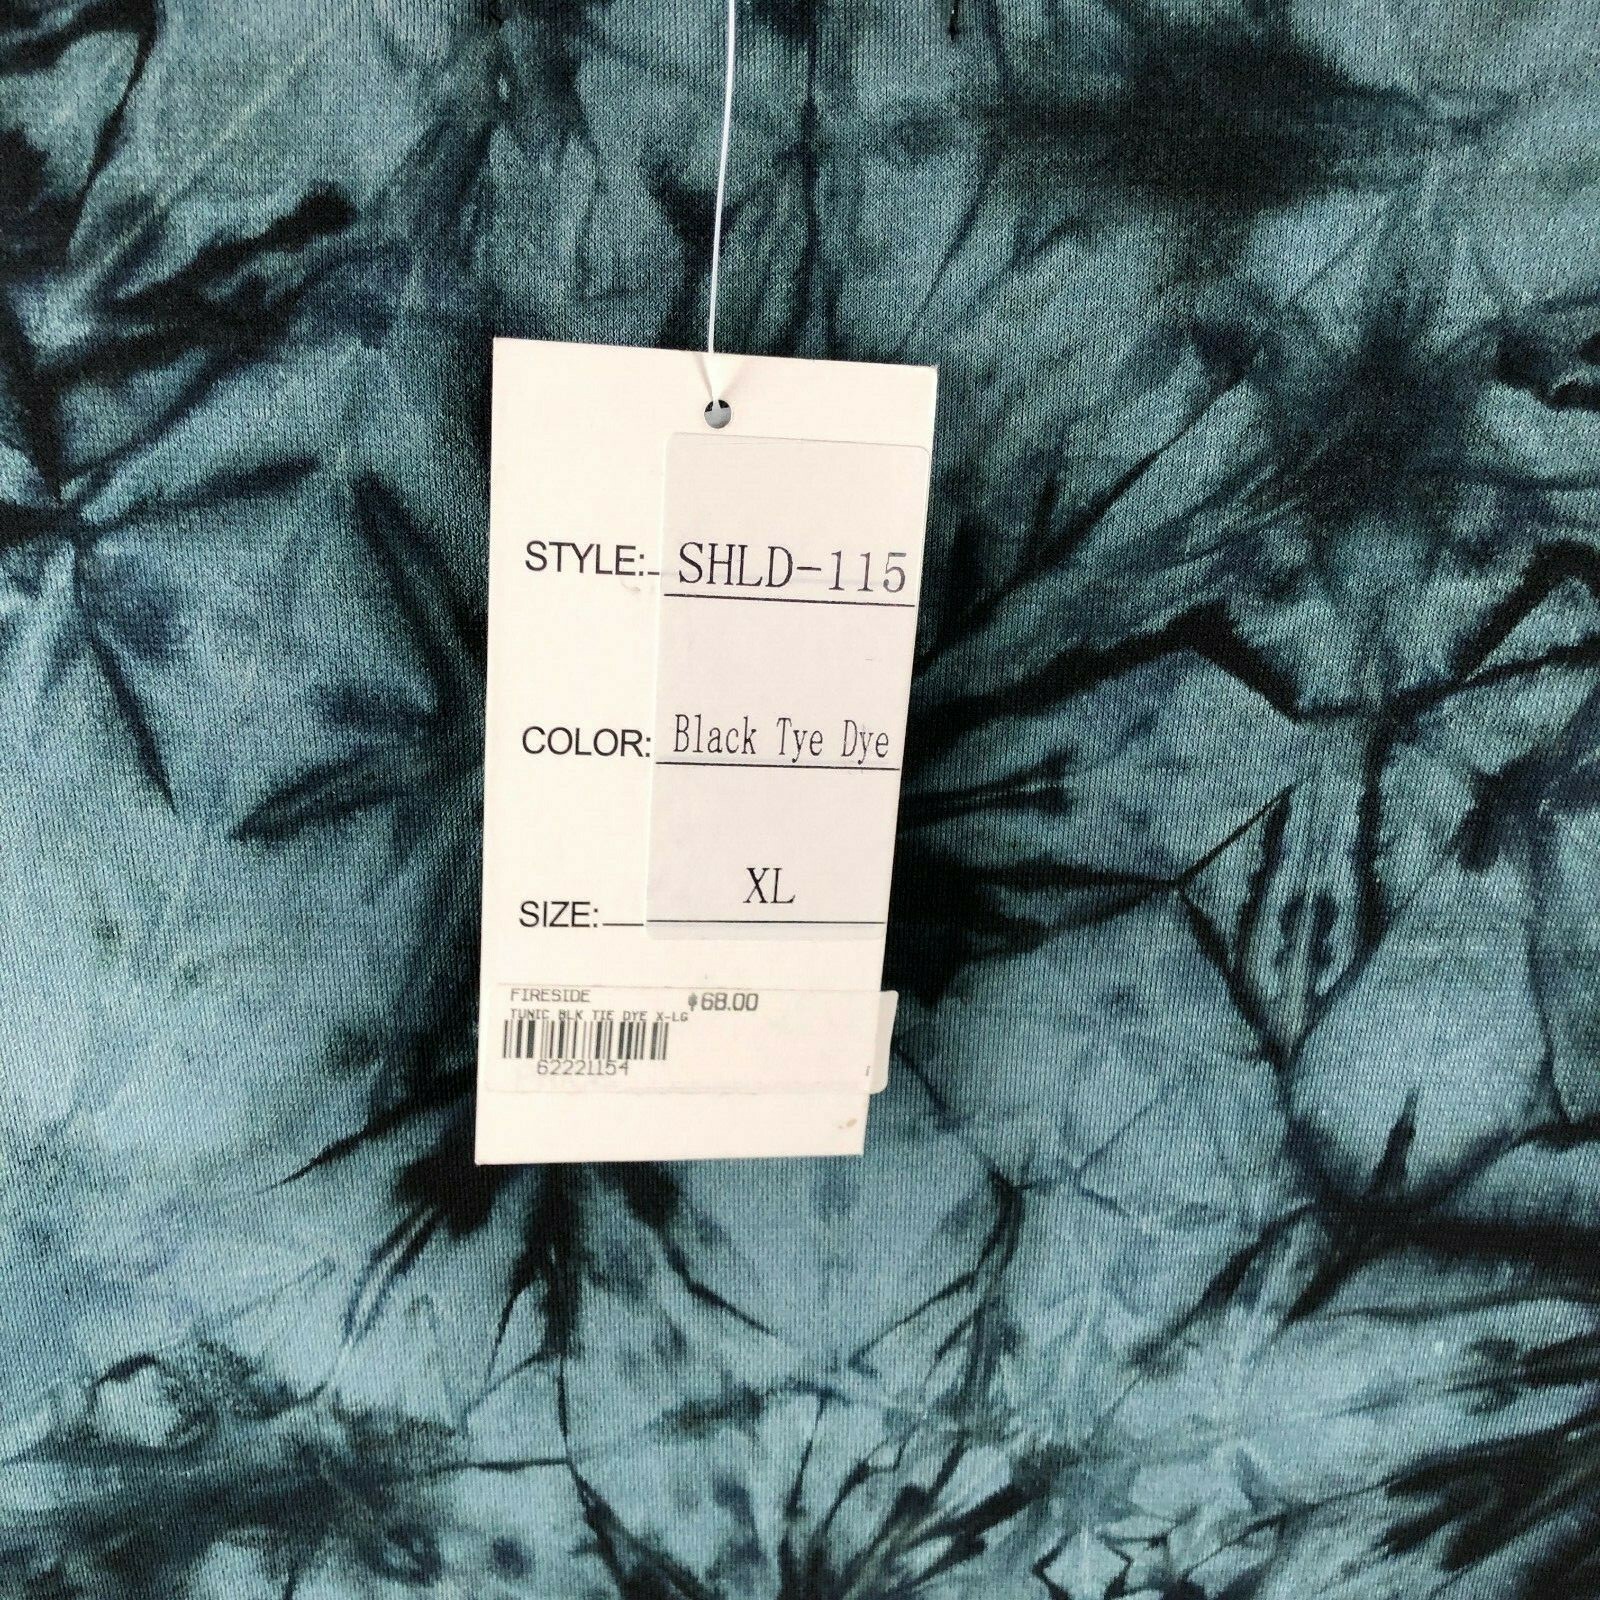 STYLE: SHLD-115
COLOR: Black Tye Dye
SIZE: XL
FIRESIDE $68.00
TUNIC BLK TIE DYE X-LG
62221154